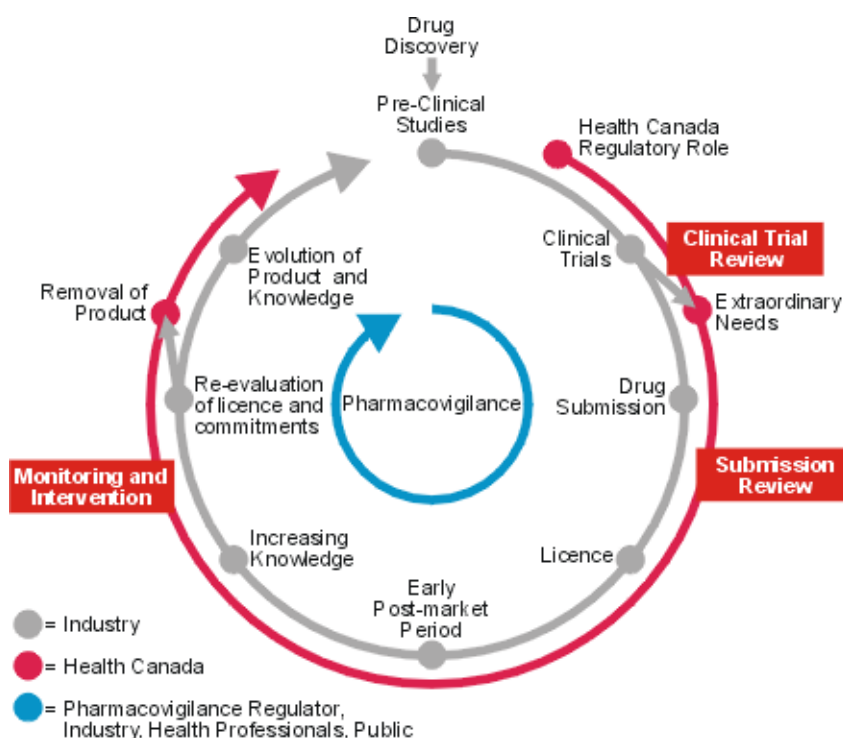 Drug
Discovery
Pre-Clinical
Studies
Health Canada
Regulatory Role
Clinical
Trials
Clinical Trial
Review
Extraordinary
Needs
Drug
Submission
Submission
Review
Licence
Early
Post-market
Period
Increasing
Knowledge
Monitoring and
Intervention
Re-evaluation
of licence and
commitments
Removal of
Product
Evolution of
Product and
Knowledge
Pharmacovigilance
= Industry
= Health Canada
= Pharmacovigilance Regulator,
Industry, Health Professionals, Public